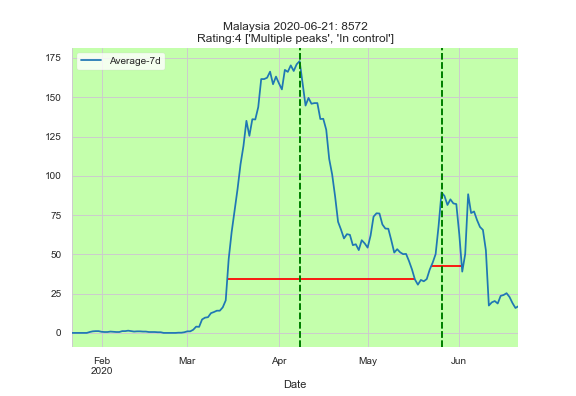 Malaysia 2020-06-21: 8572
Rating:4 ['Multiple peaks', 'In control']
Average-7d
175
150
125
100
75
50
25
0
Feb
2020
Mar
Apr
May
Jun
Date